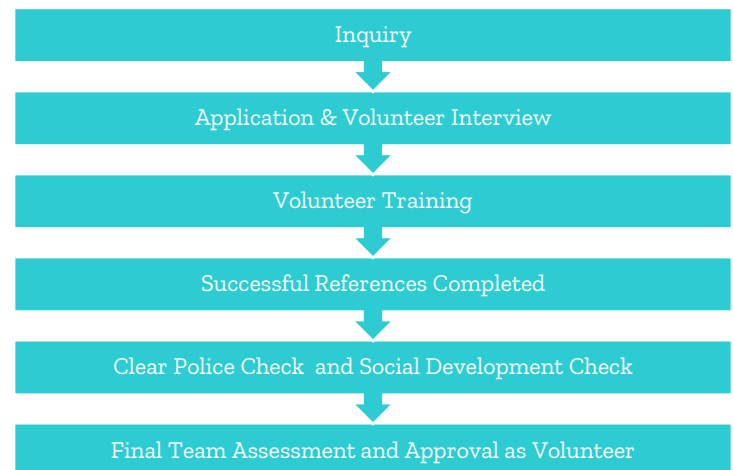 Inquiry
Application & Volunteer Interview
Volunteer Training
Successful References Completed
Clear Police Check  and Social Development Check
Final Team Assessment and Approval as Volunteer